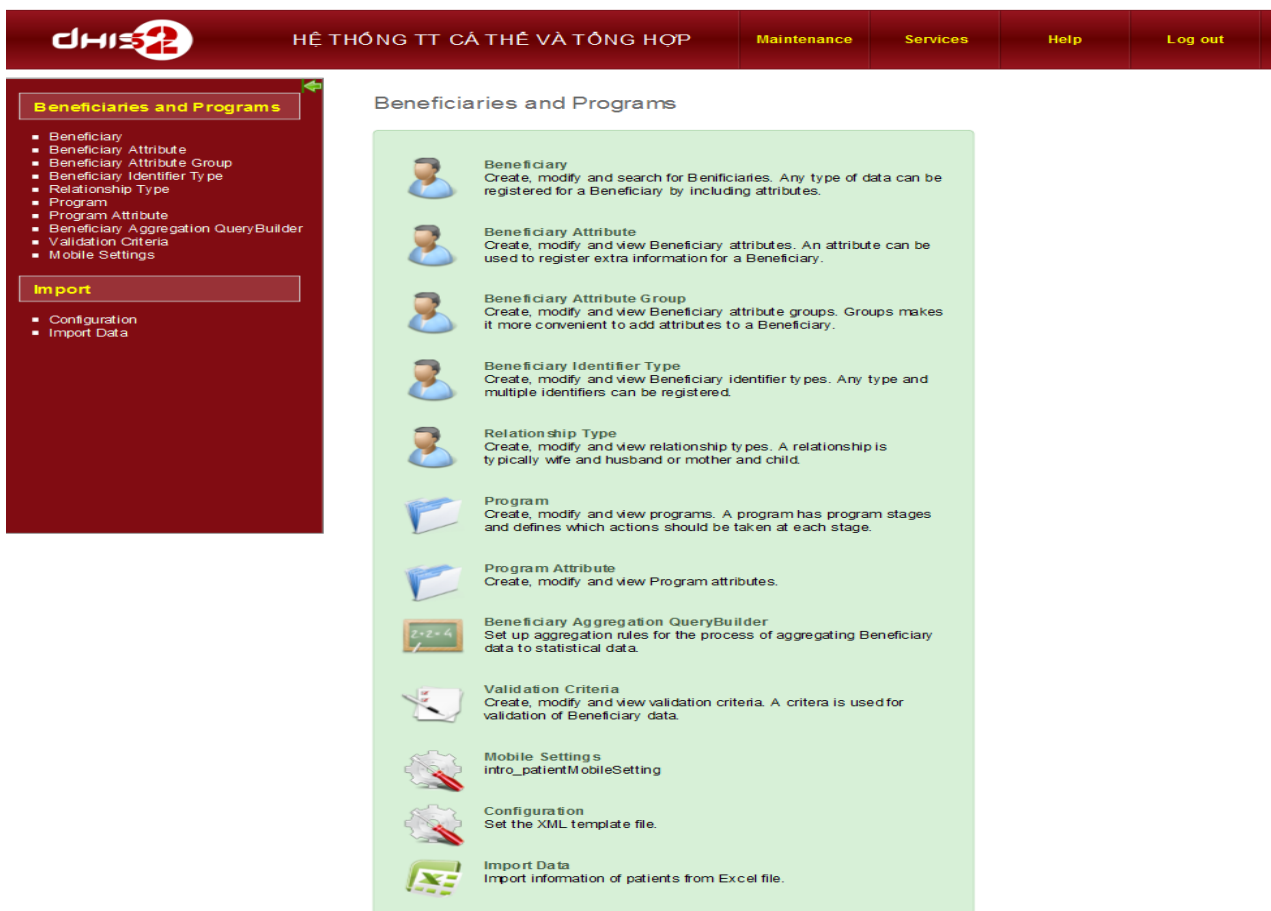 dHIS2
HỆ THỐNG TT CÁ THỂ VÀ TỔNG HỢP
Maintenance
Services
Help
Log out
Beneficiaries and Programs
Beneficiary
Beneficiary Attribute
Beneficiary Attribute Group
Beneficiary Identifier Type
Relationship Type
Program
Program Attribute
Beneficiary Aggregation QueryBuilder
Validation Criteria
Mobile Settings
Import
Configuration
Import Data
Beneficiaries and Programs
Beneficiary
Create, modify and search for Benificiaries. Any type of data can be
registered for a Beneficiary by including attributes.
Beneficiary Attribute
Create, modify and view Beneficiary attributes. An attribute can be
used to register extra information for a Beneficiary.
Beneficiary Attribute Group
Create, modify and view Beneficiary attribute groups. Groups makes
it more convenient to add attributes to a Beneficiary.
Beneficiary Identifier Type
Create, modify and view Beneficiary identifier types. Any type and
multiple identifiers can be registered.
Relationship Type
Create, modify and view relationship types. A relationship is
typically wife and husband or mother and child.
Program
Create, modify and view programs. A program has program stages
and defines which actions should be taken at each stage.
Program Attribute
Create, modify and view Program attributes.
2+2=4
Beneficiary Aggregation QueryBuilder
Set up aggregation rules for the process of aggregating Beneficiary
data to statistical data.
Validation Criteria
Create, modify and view validation criteria. A critera is used for
validation of Beneficiary data.
Mobile Settings
intro_patientMobileSetting
Configuration
Set the XML template file.
Import Data
Import information of patients from Excel file.